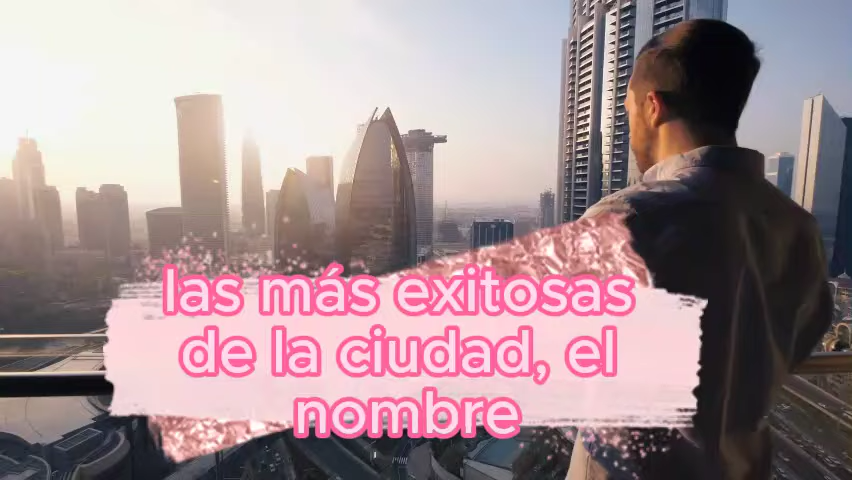 las más exitosas
de la ciudad, el
nombre